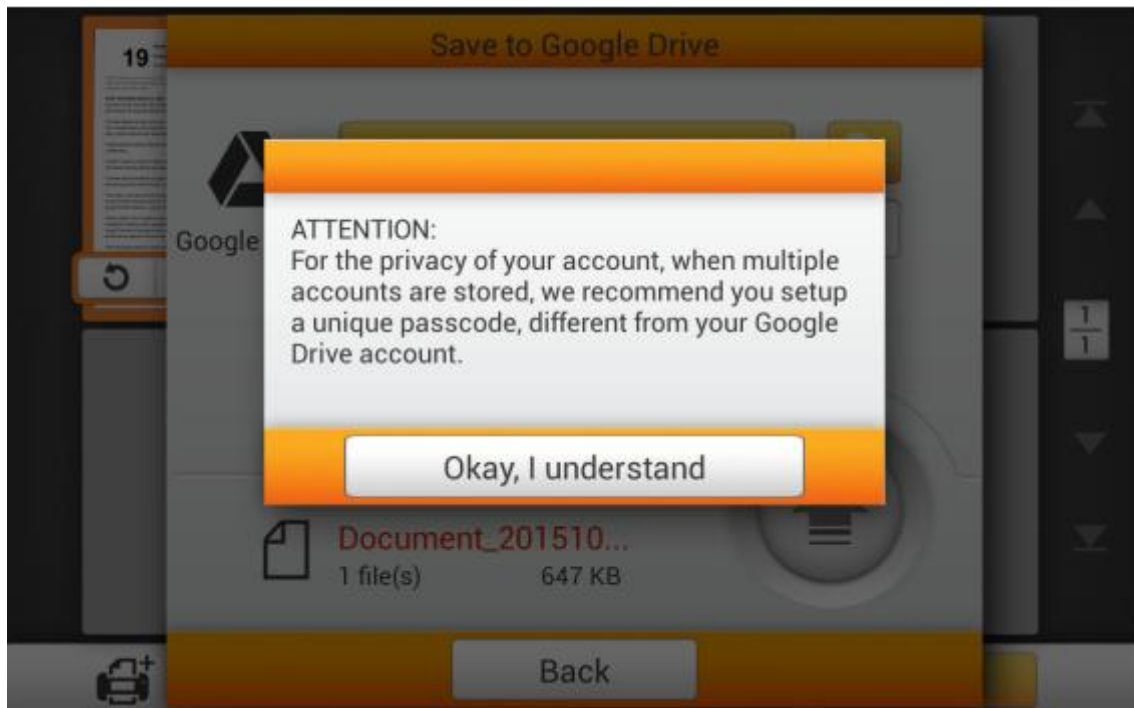 Save to Google Drive
19
Google
ATTENTION:
For the privacy of your account, when multiple
accounts are stored, we recommend you setup
a unique passcode, different from your Google
Drive account.
1
1
Okay, I understand
Document_201510...
1 file(s) 647 KB
Back